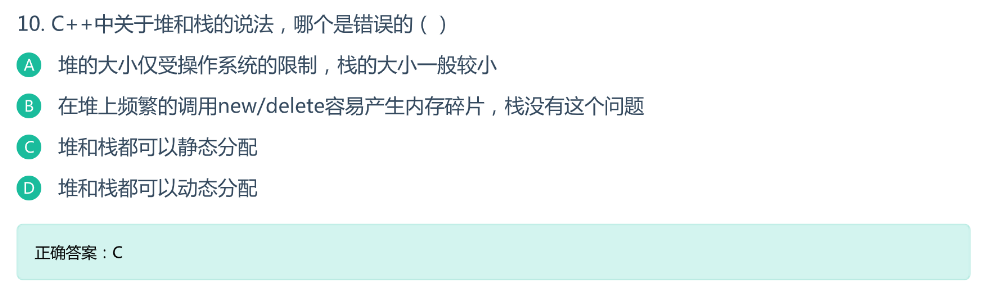 10. C++中关于堆和栈的说法，哪个是错误的（ ）
A 堆的大小仅受操作系统的限制，栈的大小一般较小
B 在堆上频繁的调用new/delete容易产生内存碎片，栈没有这个问题
C 堆和栈都可以静态分配
D 堆和栈都可以动态分配
正确答案：C